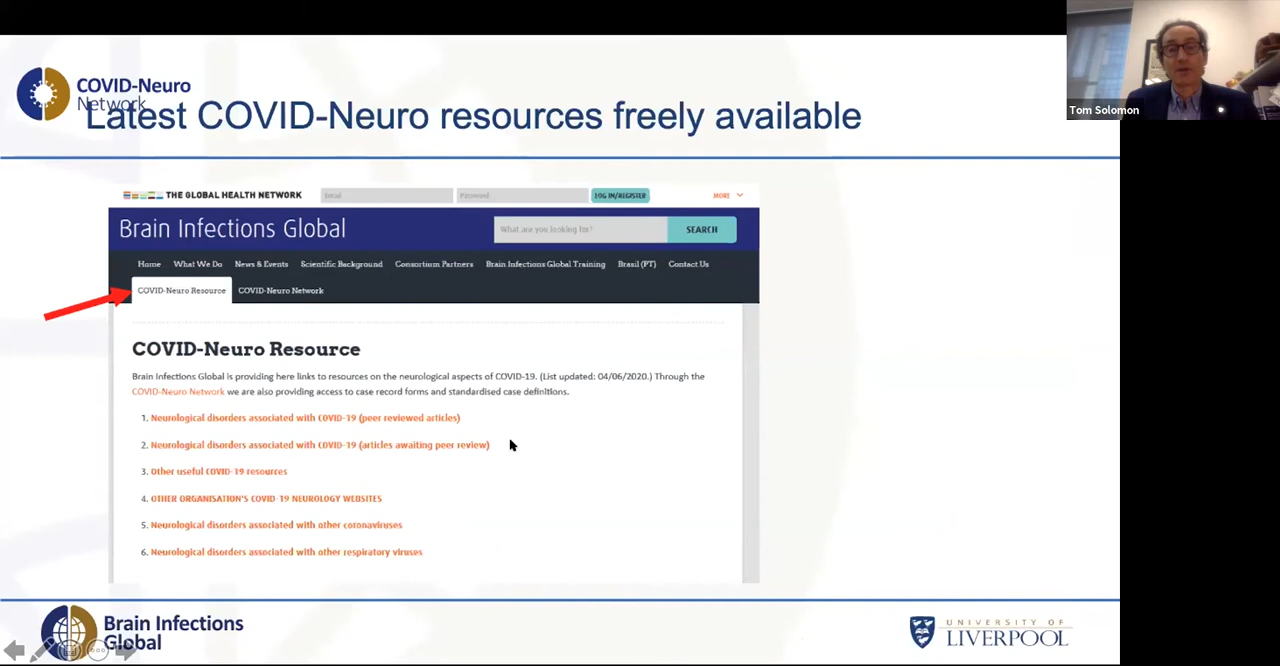 COVID-Neuro
Network
Latest COVID-Neuro resources freely available
Tom Solomon
THE GLOBAL HEALTH NETWORK
Email
Password
LOG IN/REGISTER
MORE
Brain Infections Global
What are you looking for?
SEARCH
Home What We Do News & Events Scientific Background Consortium Partners Brain Infections Global Training Brasil (PT) Contact Us
COVID-Neuro Resource COVID-Neuro Network
COVID-Neuro Resource
Brain Infections Global is providing here links to resources on the neurological aspects of COVID-19. (List updated: 04/06/2020.) Through the
COVID-Neuro Network we are also providing access to case record forms and standardised case definitions.
1. Neurological disorders associated with COVID-19 (peer reviewed articles)
2. Neurological disorders associated with COVID-19 (articles awaiting peer review)
3. Other useful COVID-19 resources
4. OTHER ORGANISATION'S COVID-19 NEUROLOGY WEBSITES
5. Neurological disorders associated with other coronaviruses
6. Neurological disorders associated with other respiratory viruses
Brain Infections
Global
UNIVERSITY OF
LIVERPOOL